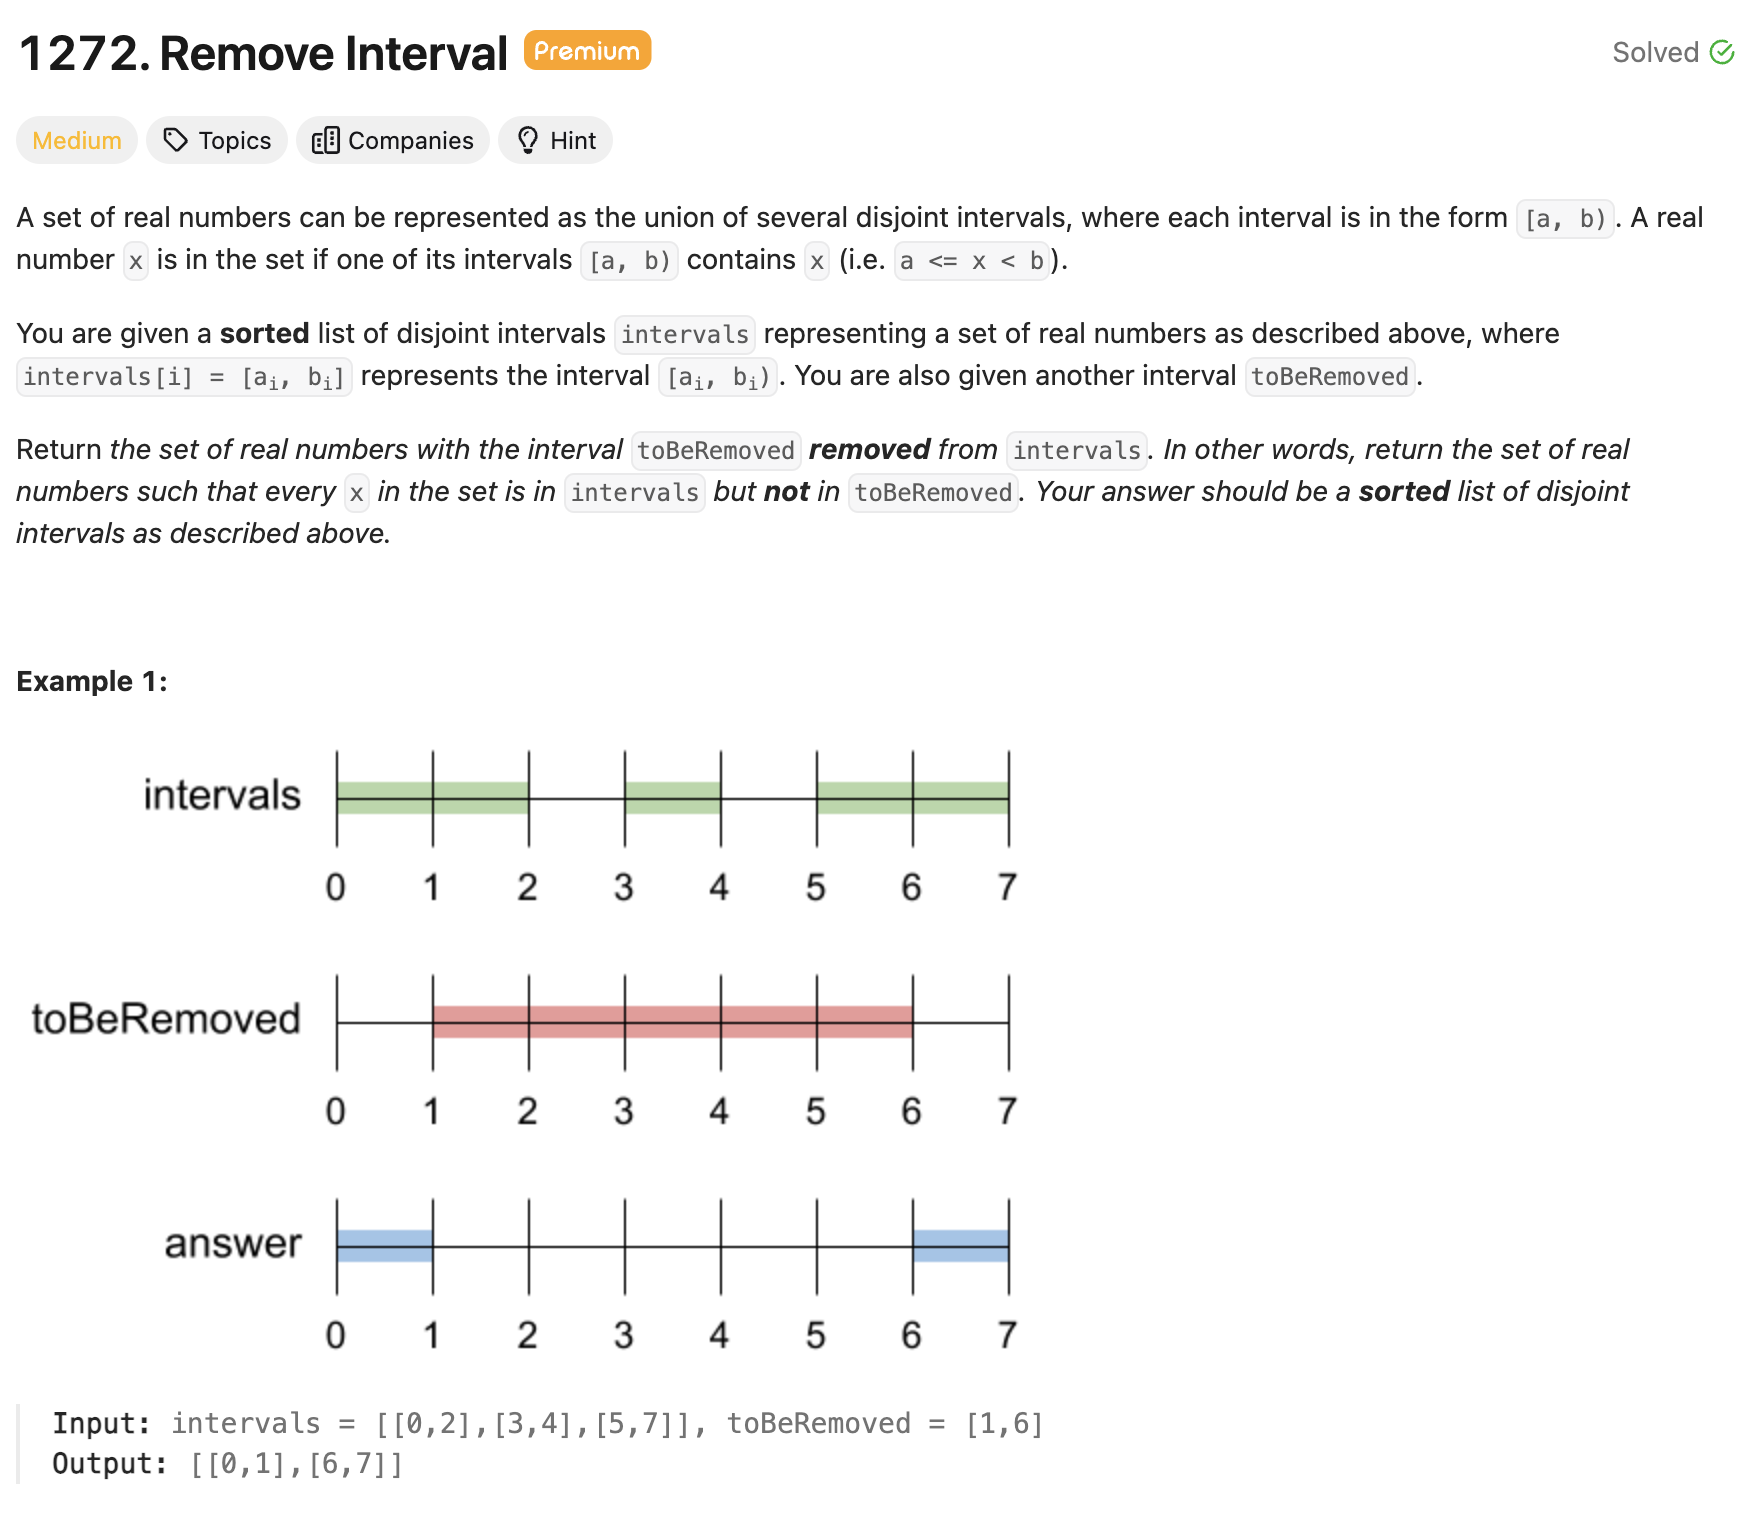 1272. Remove Interval Premium Solved
Medium Topics Companies Hint
A set of real numbers can be represented as the union of several disjoint intervals, where each interval is in the form [a, b). A real
number x is in the set if one of its intervals [a, b) contains x (i.e. a <= x < b).
You are given a sorted list of disjoint intervals intervals representing a set of real numbers as described above, where
intervals[i] = [aᵢ, bᵢ] represents the interval [aᵢ, bᵢ). You are also given another interval toBeRemoved.
Return the set of real numbers with the interval toBeRemoved removed from intervals. In other words, return the set of real
numbers such that every x in the set is in intervals but not in toBeRemoved. Your answer should be a sorted list of disjoint
intervals as described above.
Example 1:
intervals
0 1 2 3 4 5 6 7
toBeRemoved
0 1 2 3 4 5 6 7
answer
0 1 2 3 4 5 6 7
Input: intervals = [[0,2],[3,4],[5,7]], toBeRemoved = [1,6]
Output: [[0,1],[6,7]]